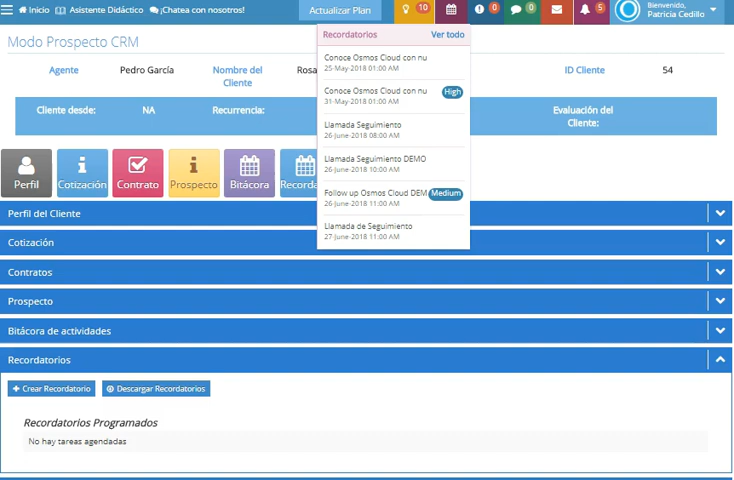 Inicio Asistente Didáctico ¡Chatea con nosotros! Actualizar Plan 10 0 0 5 Bienvenido, Patricia Cedillo
Modo Prospecto CRM
Recordatorios Ver todo
Conoce Osmos Cloud con nu
25-May-2018 01:00 AM
Conoce Osmos Cloud con nu High
31-May-2018 01:00 AM
Llamada Seguimiento
26-June-2018 08:00 AM
Llamada Seguimiento DEMO
26-June-2018 10:00 AM
Follow up Osmos Cloud DEM Medium
26-June-2018 11:00 AM
Llamada de Seguimiento
27-June-2018 11:00 AM
Agente Pedro García Nombre del Cliente Rosa ID Cliente 54
Cliente desde: NA Recurrencia: Evaluación del Cliente:
Perfil Cotización Contrato Prospecto Bitácora Recorda
Perfil del Cliente
Cotización
Contratos
Prospecto
Bitácora de actividades
Recordatorios
Crear Recordatorio Descargar Recordatorios
Recordatorios Programados
No hay tareas agendadas